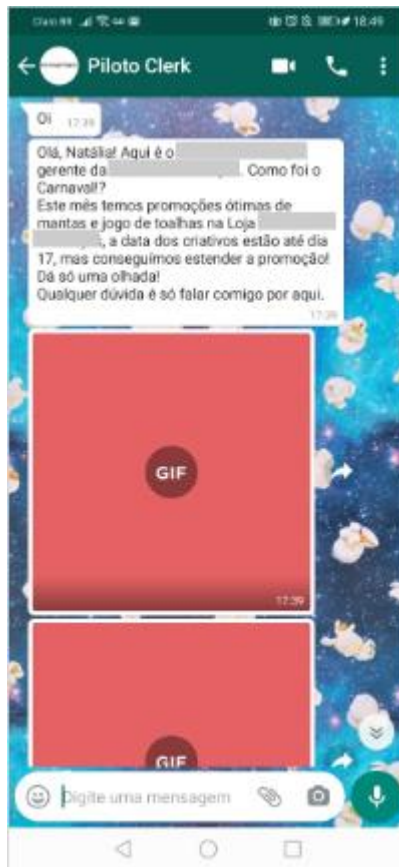 18:49
Piloto Clerk
Oi 17:39
Olá, Natália! Aqui é o
gerente da . Como foi o
Carnaval!?
Este mês temos promoções ótimas de
mantas e jogo de toalhas na Loja
, a data dos criativos estão até dia
17, mas conseguimos estender a promoção!
Dá só uma olhada!
Qualquer dúvida é só falar comigo por aqui.
17:39
GIF
17:39
GIF
Digite uma mensagem